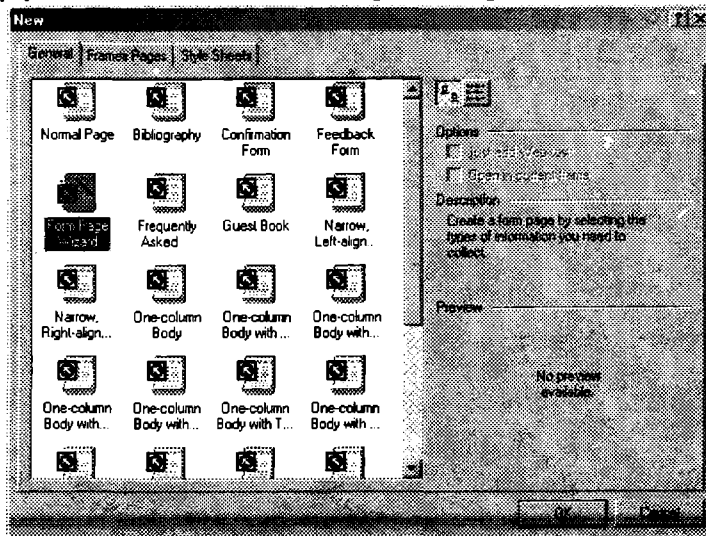 New
General Frames Pages Style Sheets
Normal Page Bibliography Confirmation Form Feedback Form
Form Page Wizard Frequently Asked Guest Book Narrow, Left-align...
Narrow, Right-align... One-column Body One-column Body with ... One-column Body with ...
One-column Body with... One-column Body with ... One-column Body with T... One-column Body with ...
Options
Open in current frame
Description
Create a form page by selecting the
types of information you need to
collect.
Preview
No preview
available.
OK Cancel